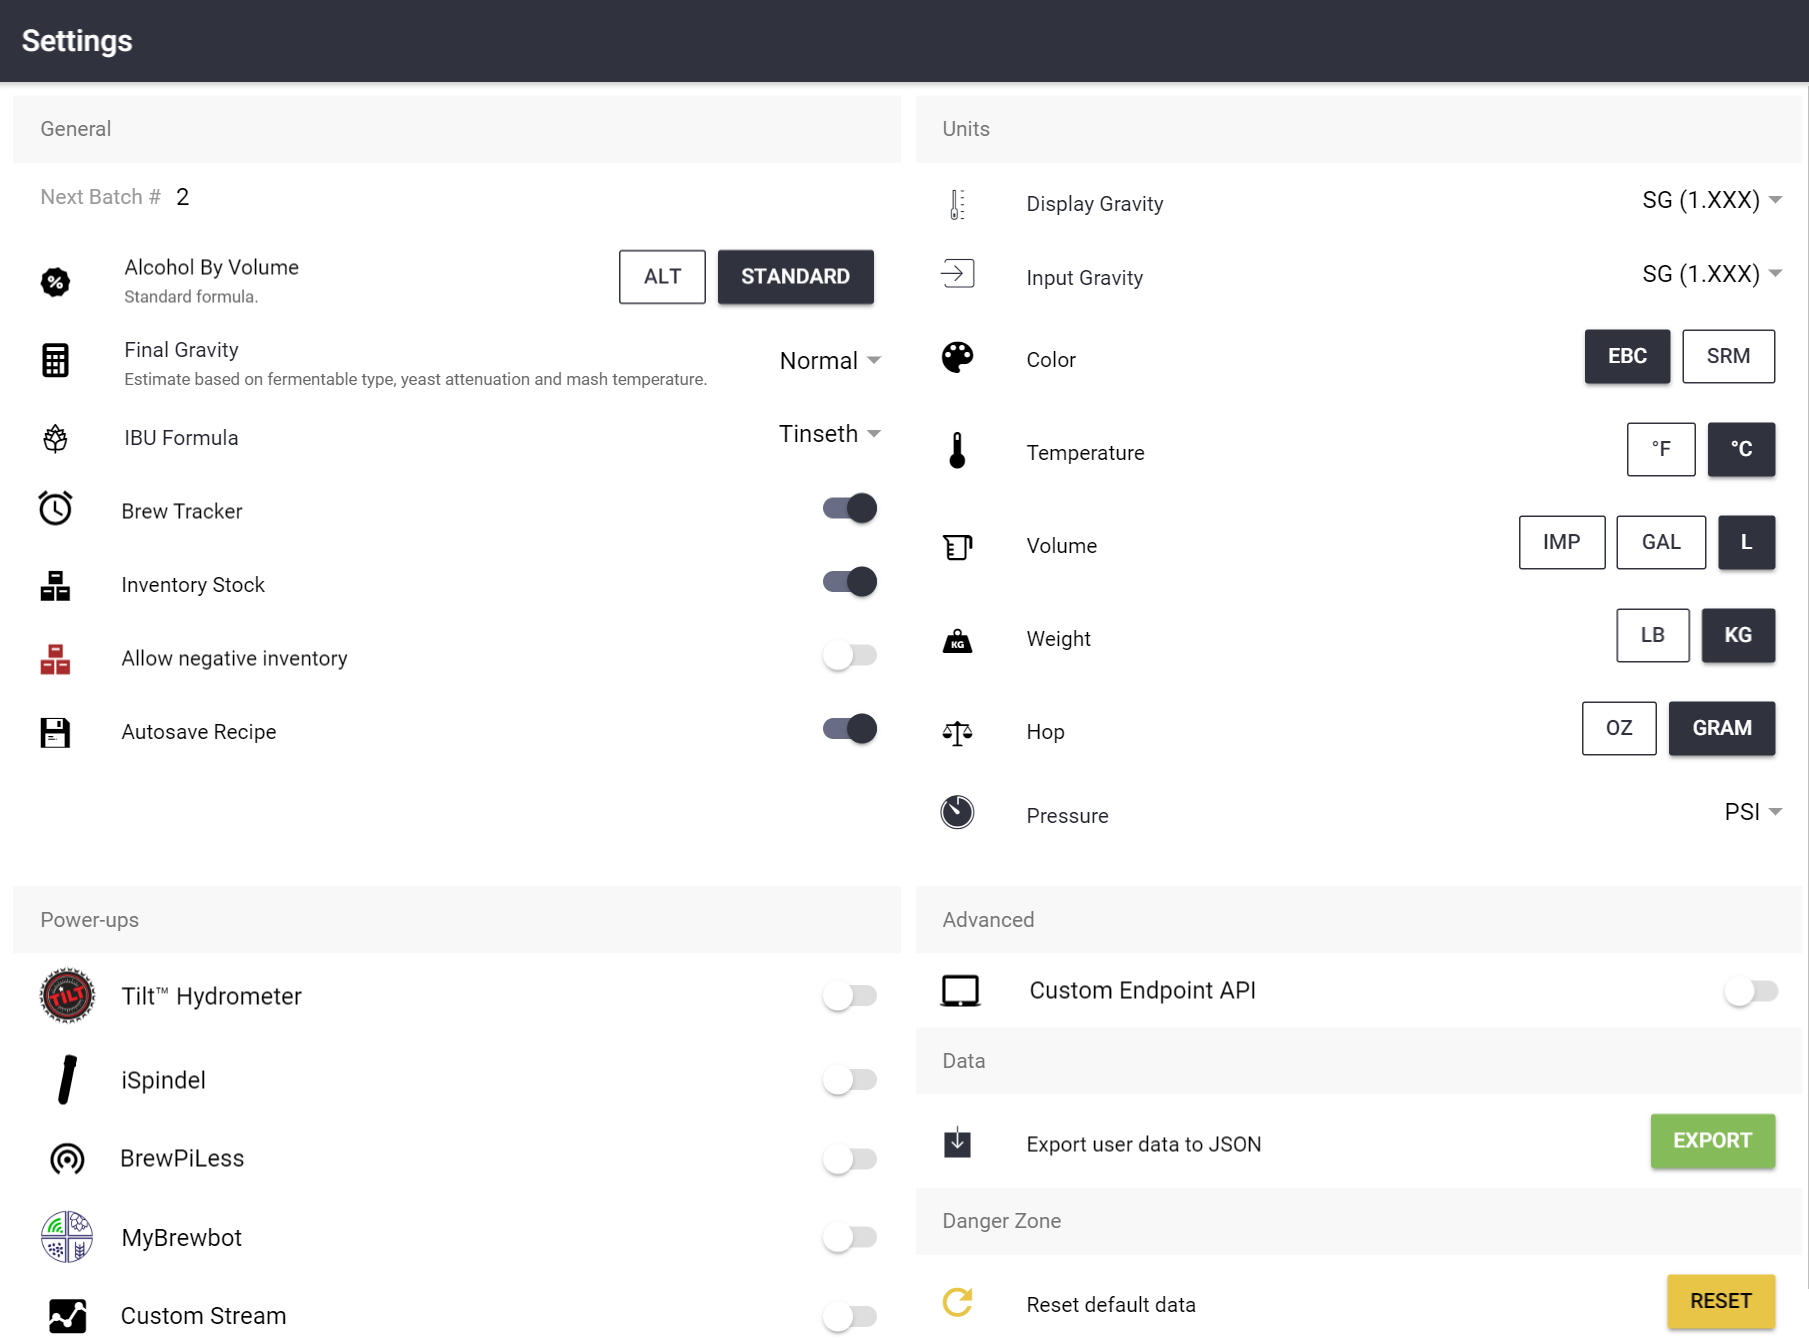 Settings
General
Next Batch # 2
%
Alcohol By Volume
Standard formula.
ALT
STANDARD
Final Gravity
Estimate based on fermentable type, yeast attenuation and mash temperature.
Normal
IBU Formula
Tinseth
Brew Tracker
Inventory Stock
Allow negative inventory
Autosave Recipe
Units
Display Gravity
SG (1.XXX)
Input Gravity
SG (1.XXX)
Color
EBC
SRM
Temperature
°F
°C
Volume
IMP
GAL
L
KG
Weight
LB
KG
Hop
OZ
GRAM
Pressure
PSI
Power-ups
TILT
Tilt™ Hydrometer
iSpindel
BrewPiLess
MyBrewbot
Custom Stream
Advanced
Custom Endpoint API
Data
Export user data to JSON
EXPORT
Danger Zone
Reset default data
RESET